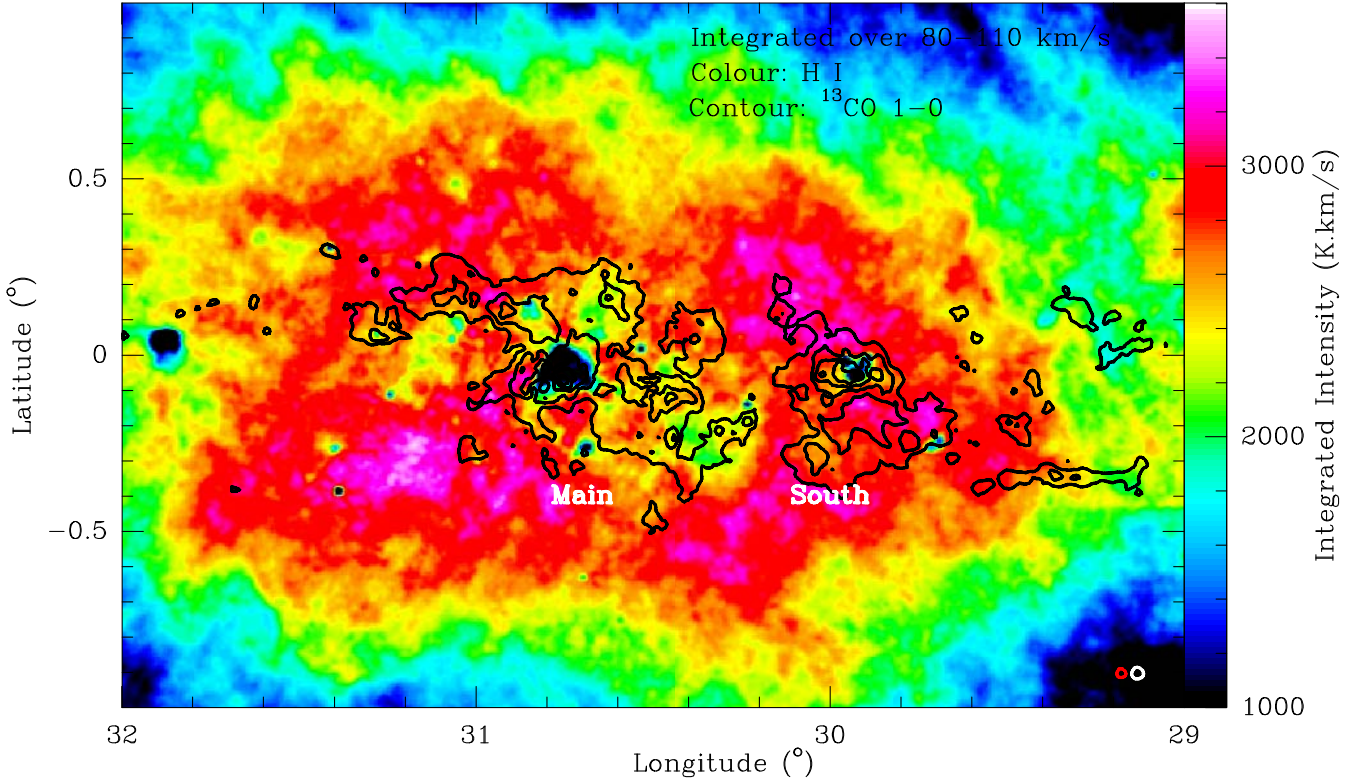 Integrated over 80−110 km/s
Colour: H I
Contour: ¹³CO 1−0
3000
0.5
2000
0
−0.5
Main
South
1000
32
31
30
29
Latitude (°)
Longitude (°)
Integrated Intensity (K.km/s)